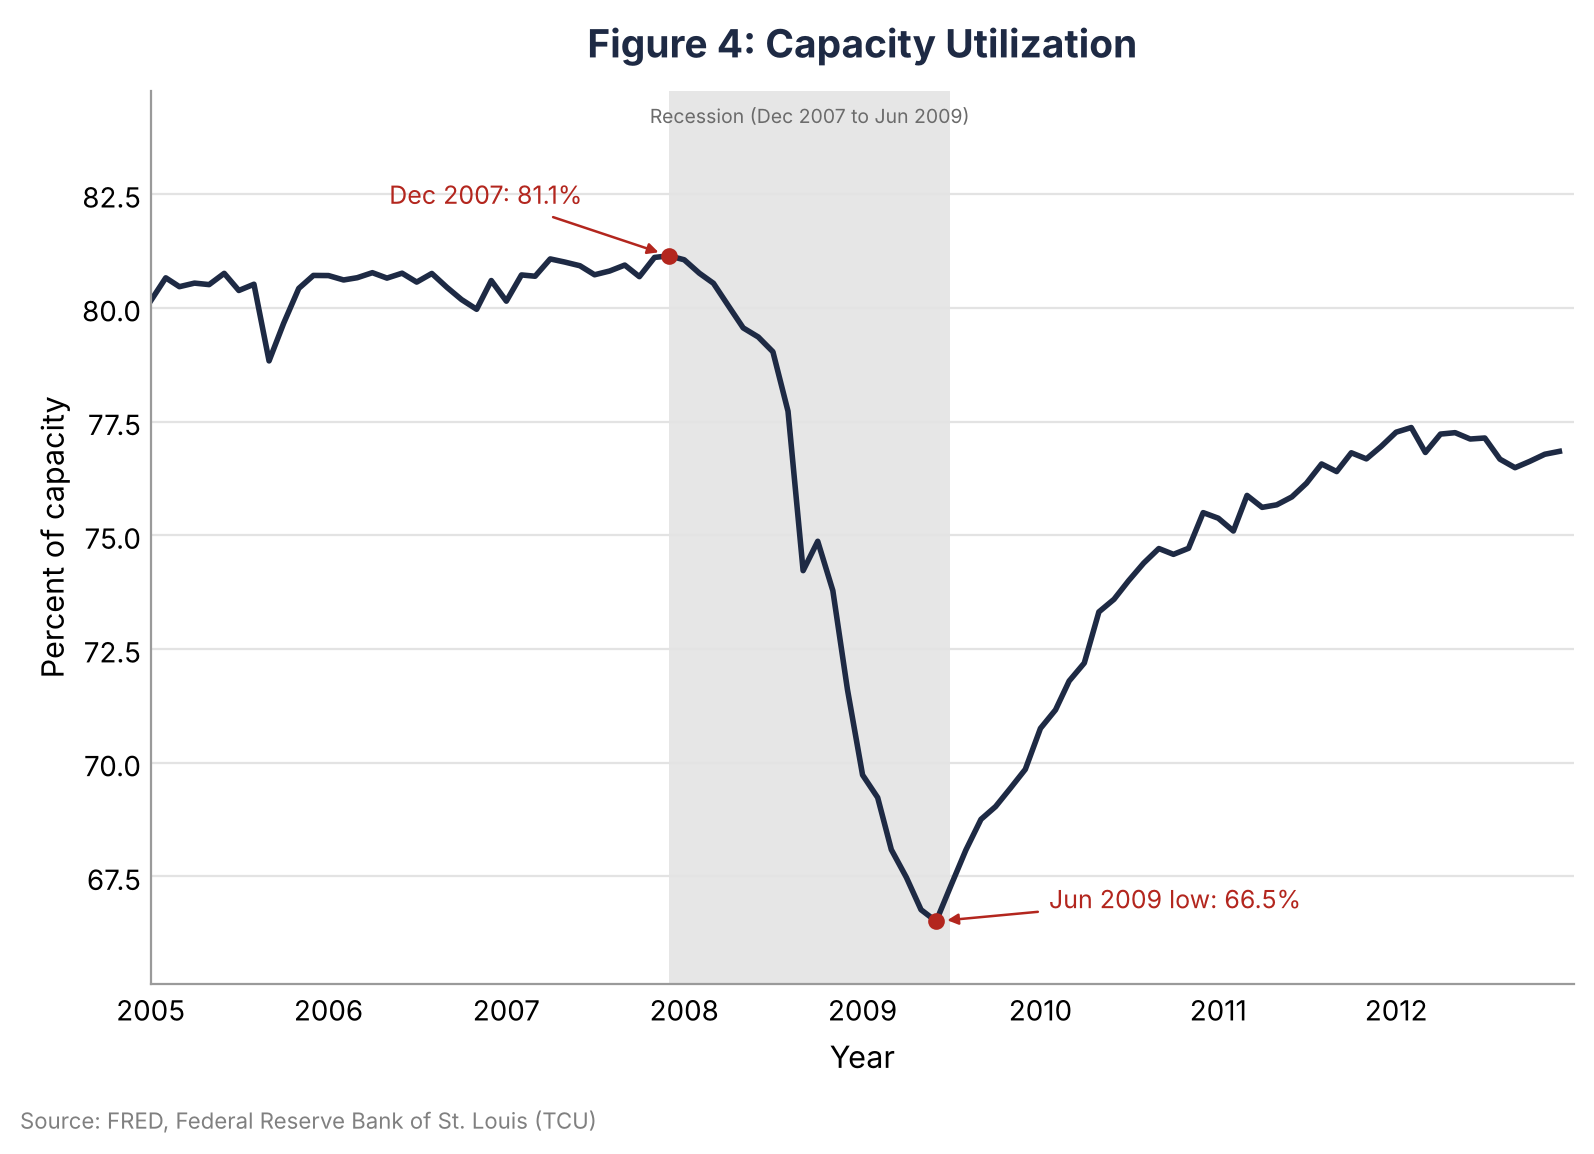 Figure 4: Capacity Utilization
Recession (Dec 2007 to Jun 2009)
Dec 2007: 81.1%
82.5
80.0
77.5
75.0
72.5
70.0
67.5
Percent of capacity
Jun 2009 low: 66.5%
2005 2006 2007 2008 2009 2010 2011 2012
Year
Source: FRED, Federal Reserve Bank of St. Louis (TCU)